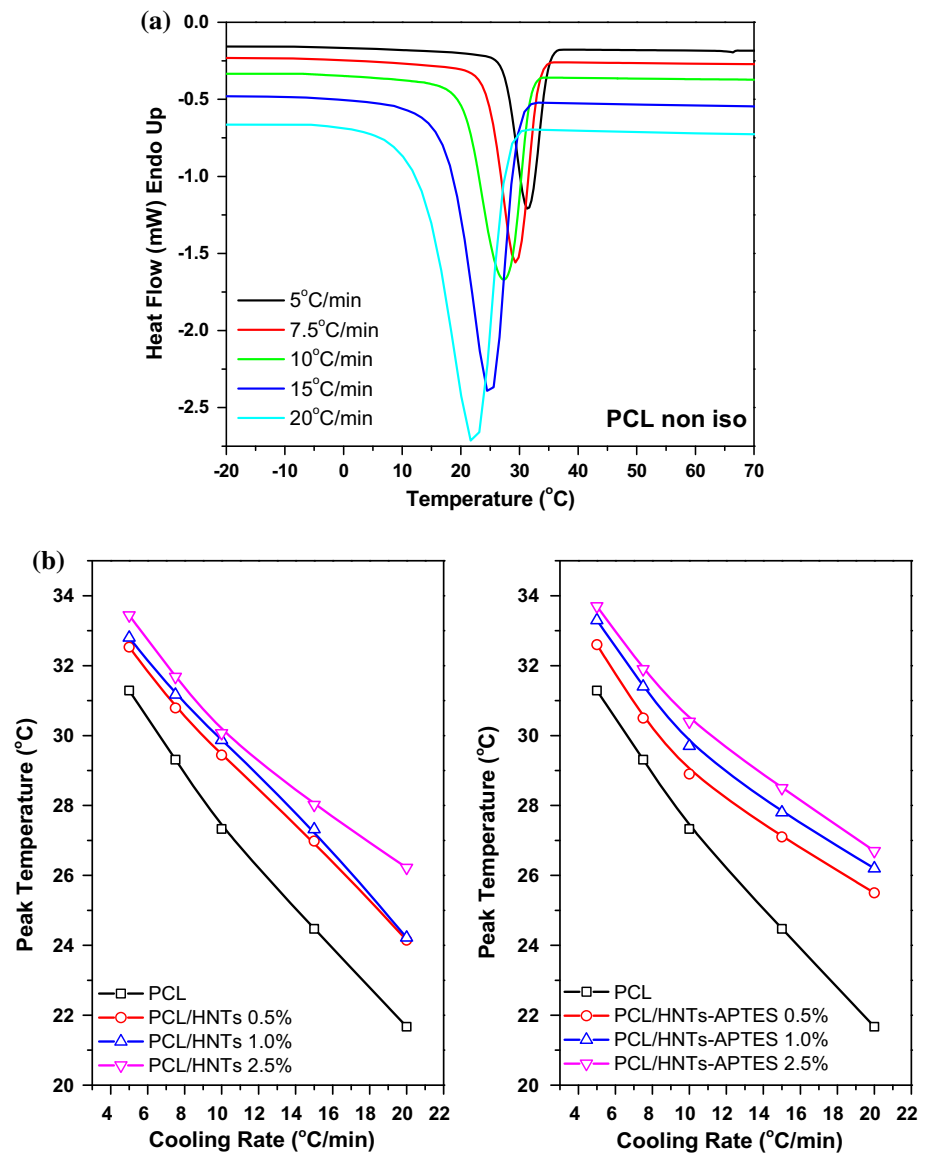 (a)
0.0
-0.5
-1.0
-1.5
-2.0
-2.5
Heat Flow (mW) Endo Up
5°C/min
7.5°C/min
10°C/min
15°C/min
20°C/min
PCL non iso
-20 -10 0 10 20 30 40 50 60 70
Temperature (°C)
(b)
34
32
30
28
26
24
22
20
Peak Temperature (°C)
PCL
PCL/HNTs 0.5%
PCL/HNTs 1.0%
PCL/HNTs 2.5%
4 6 8 10 12 14 16 18 20 22
Cooling Rate (°C/min)
34
32
30
28
26
24
22
20
Peak Temperature (°C)
PCL
PCL/HNTs-APTES 0.5%
PCL/HNTs-APTES 1.0%
PCL/HNTs-APTES 2.5%
4 6 8 10 12 14 16 18 20 22
Cooling Rate (°C/min)